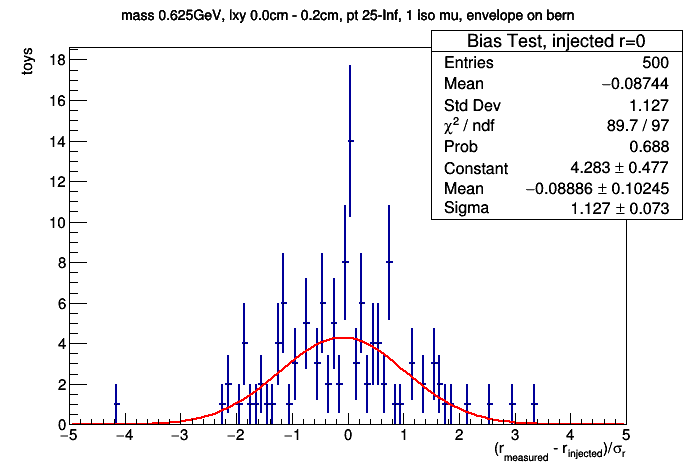 mass 0.625GeV, lxy 0.0cm - 0.2cm, pt 25-Inf, 1 Iso mu, envelope on bern
Bias Test, injected r=0
Entries 500
Mean −0.08744
Std Dev 1.127
χ² / ndf 89.7 / 97
Prob 0.688
Constant 4.283 ± 0.477
Mean −0.08886 ± 0.10245
Sigma 1.127 ± 0.073
toys
18
16
14
12
10
8
6
4
2
0
−5 −4 −3 −2 −1 0 1 2 3 4 5
(r_measured - r_injected)/σ_r